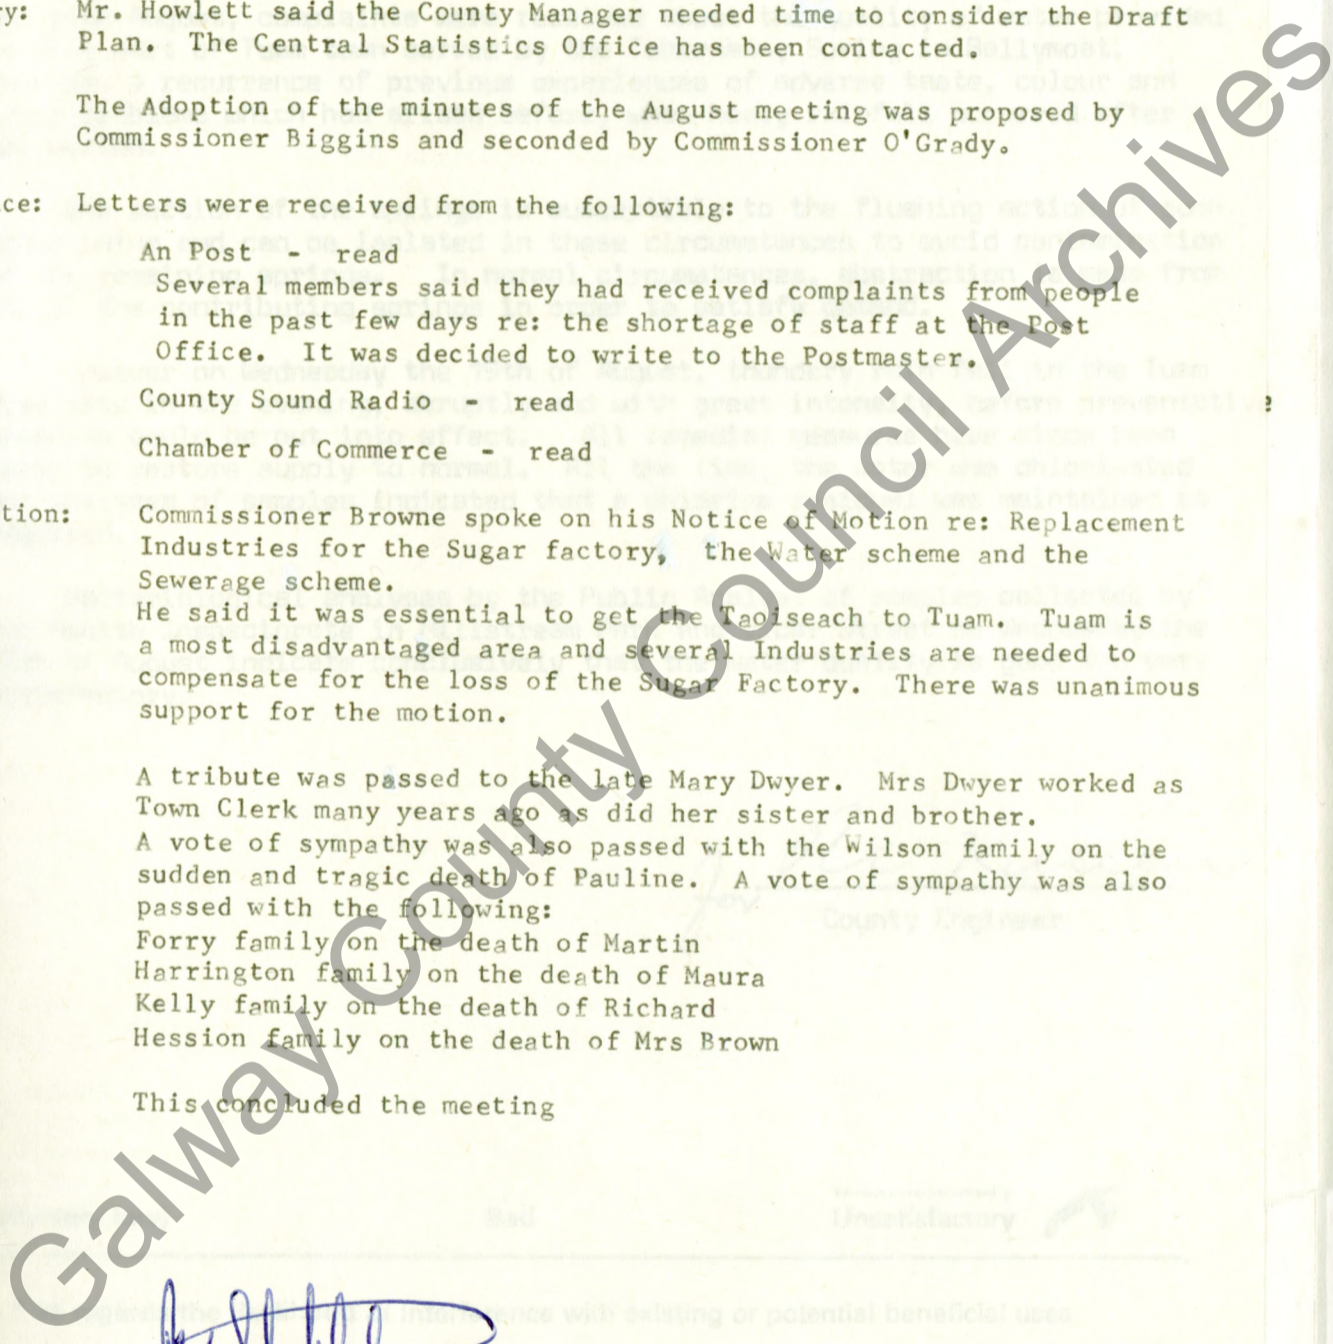 ry: Mr. Howlett said the County Manager needed time to consider the Draft
Plan. The Central Statistics Office has been contacted.
The Adoption of the minutes of the August meeting was proposed by
Commissioner Biggins and seconded by Commissioner O'Grady.
ce: Letters were received from the following:
An Post - read
Several members said they had received complaints from people
in the past few days re: the shortage of staff at the Post
Office. It was decided to write to the Postmaster.
County Sound Radio - read
Chamber of Commerce - read
tion: Commissioner Browne spoke on his Notice of Motion re: Replacement
Industries for the Sugar factory, the Water scheme and the
Sewerage scheme.
He said it was essential to get the Taoiseach to Tuam. Tuam is
a most disadvantaged area and several Industries are needed to
compensate for the loss of the Sugar Factory. There was unanimous
support for the motion.
A tribute was passed to the late Mary Dwyer. Mrs Dwyer worked as
Town Clerk many years ago as did her sister and brother.
A vote of sympathy was also passed with the Wilson family on the
sudden and tragic death of Pauline. A vote of sympathy was also
passed with the following:
Forry family on the death of Martin
Harrington family on the death of Maura
Kelly family on the death of Richard
Hession family on the death of Mrs Brown
This concluded the meeting
Galway County Council Archives
County Engineer
Bad
Unsatisfactory
interference with existing or potential beneficial uses